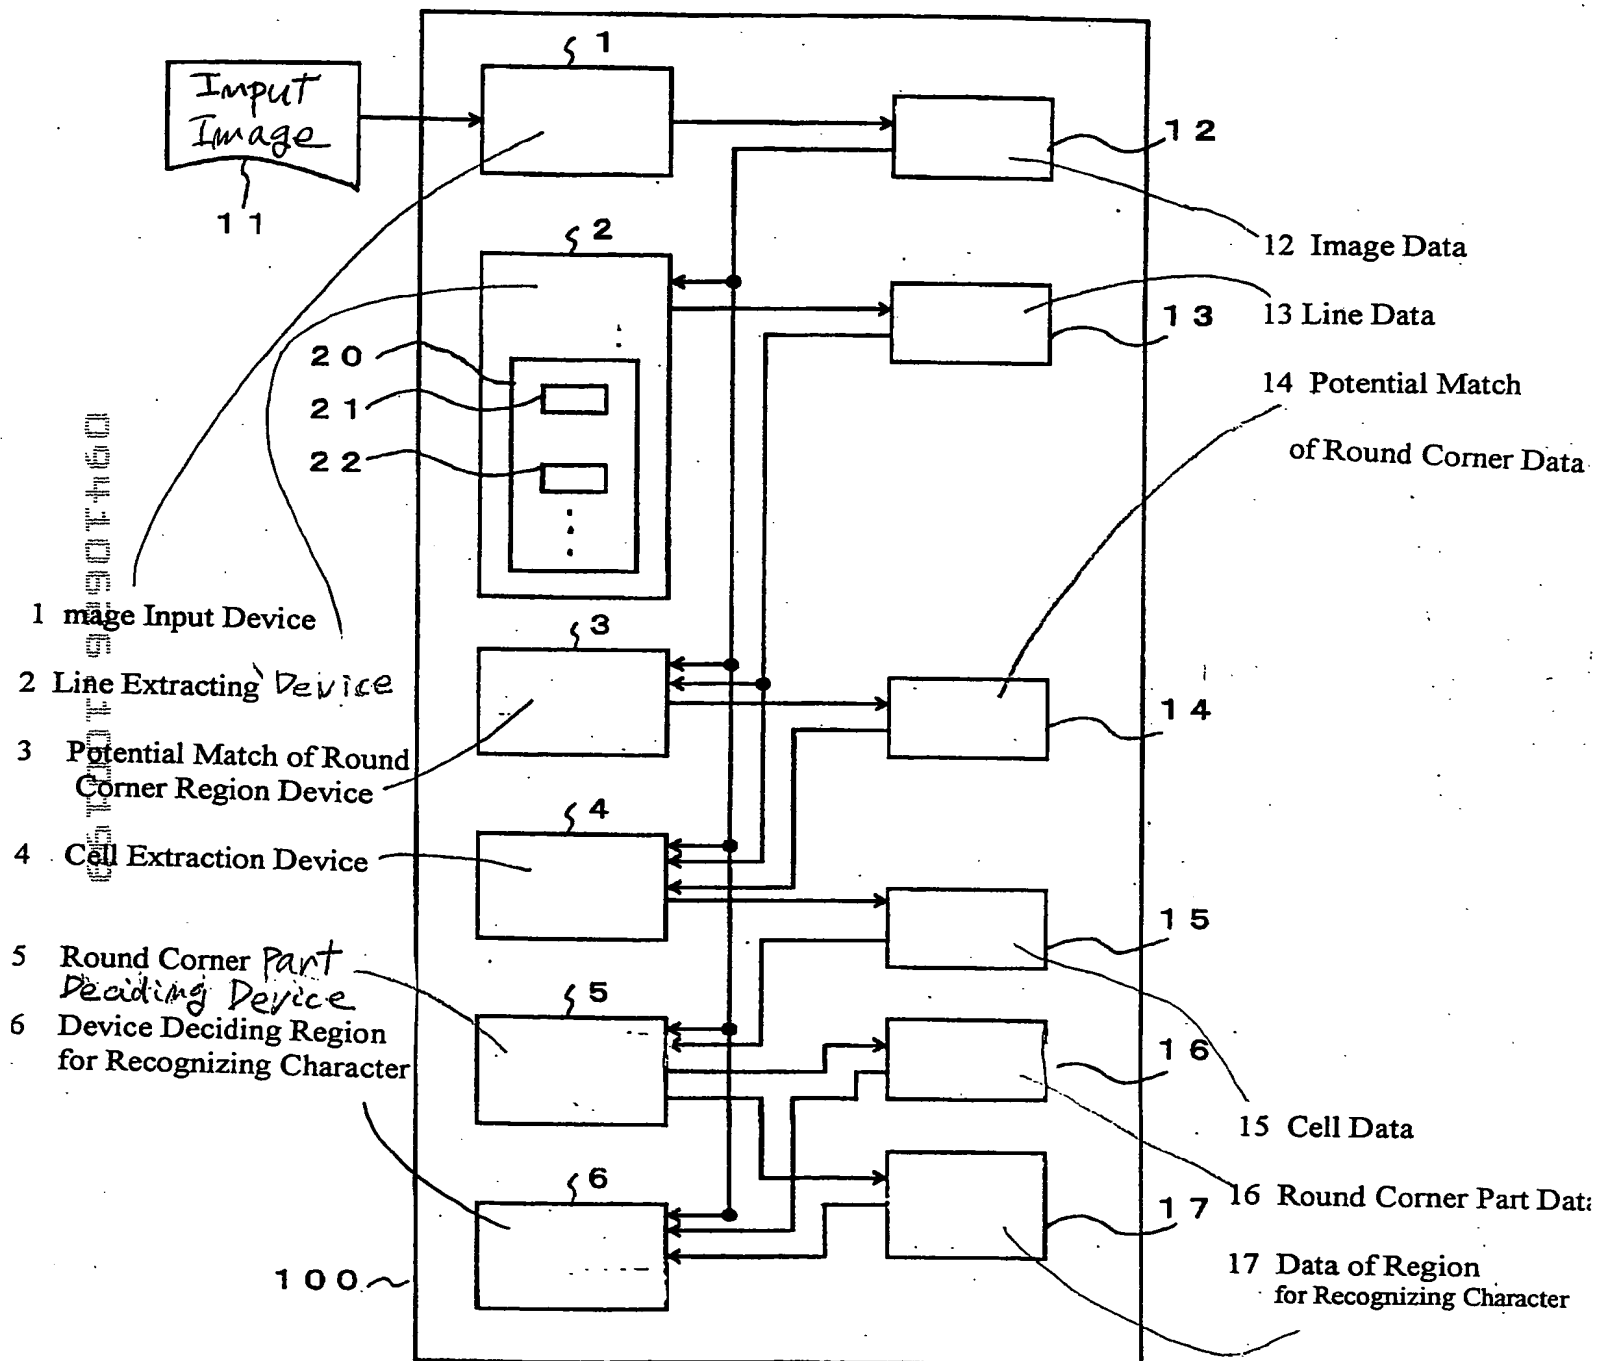 1
Input
Image
11
12
2
12 Image Data
13 Line Data
13
20
21
22
14 Potential Match
of Round Corner Data
1 mage Input Device
3
2 Line Extracting Device
14
3 Potential Match of Round
Corner Region Device
4
4 Cell Extraction Device
15
5 Round Corner Part
Deciding Device
5
6 Device Deciding Region
for Recognizing Character
16
15 Cell Data
6
16 Round Corner Part Data
17
100
17 Data of Region
for Recognizing Character